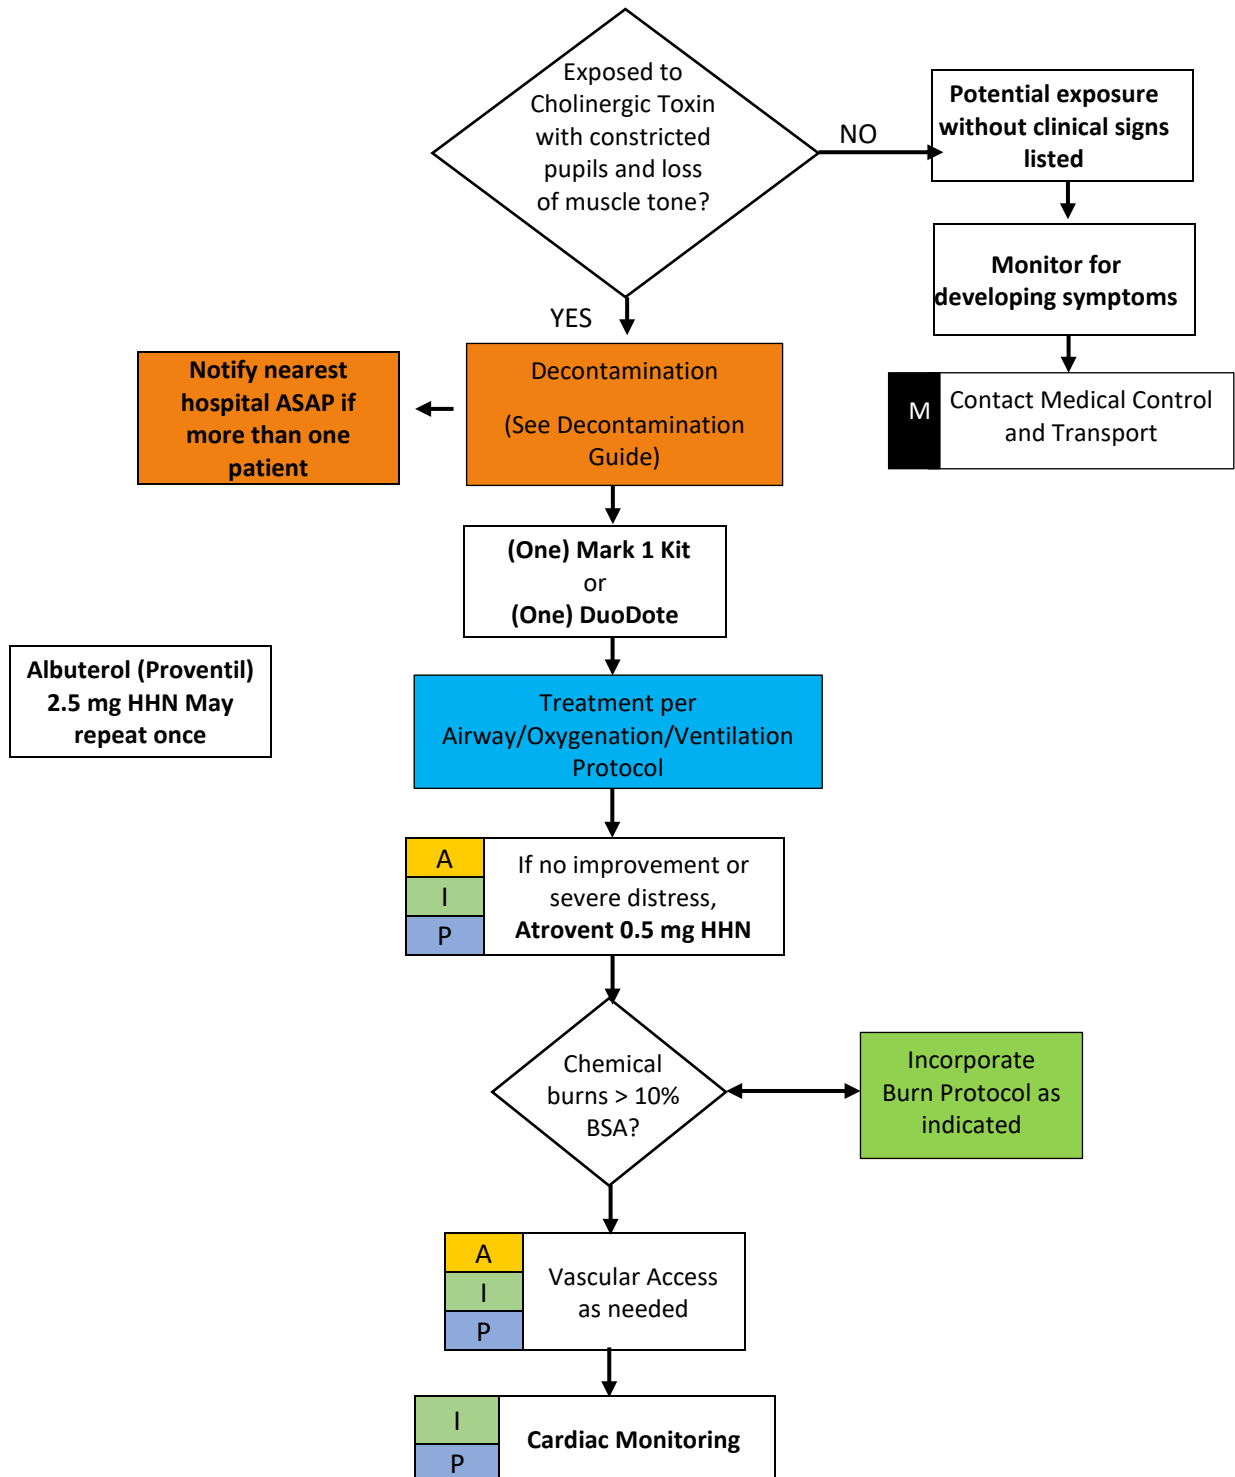 Exposed to
Cholinergic Toxin
with constricted
pupils and loss
of muscle tone?
NO
Potential exposure
without clinical signs
listed
Monitor for
developing symptoms
M
Contact Medical Control
and Transport
YES
Notify nearest
hospital ASAP if
more than one
patient
Decontamination
(See Decontamination
Guide)
(One) Mark 1 Kit
or
(One) DuoDote
Albuterol (Proventil)
2.5 mg HHN May
repeat once
Treatment per
Airway/Oxygenation/Ventilation
Protocol
A
I
P
If no improvement or
severe distress,
Atrovent 0.5 mg HHN
Chemical
burns > 10%
BSA?
Incorporate
Burn Protocol as
indicated
A
I
P
Vascular Access
as needed
I
P
Cardiac Monitoring